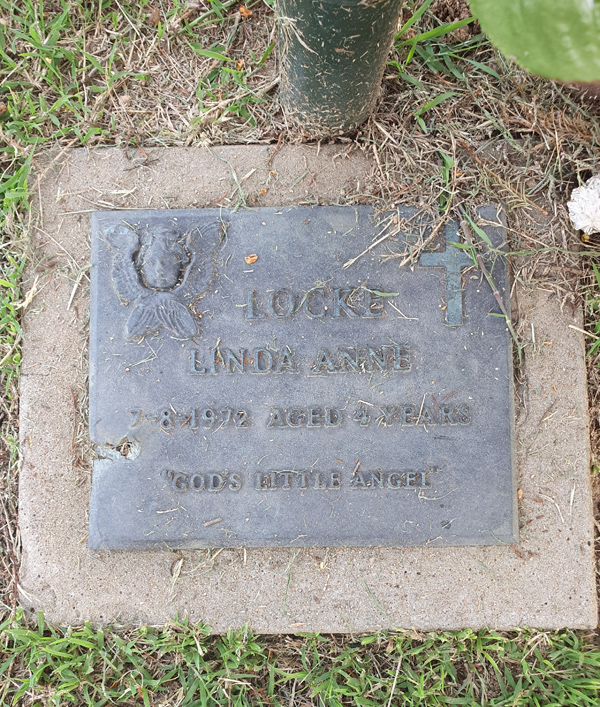 LOCKE
LINDA ANNE
7-8-1972 AGED 4 YEARS
"GOD'S LITTLE ANGEL"